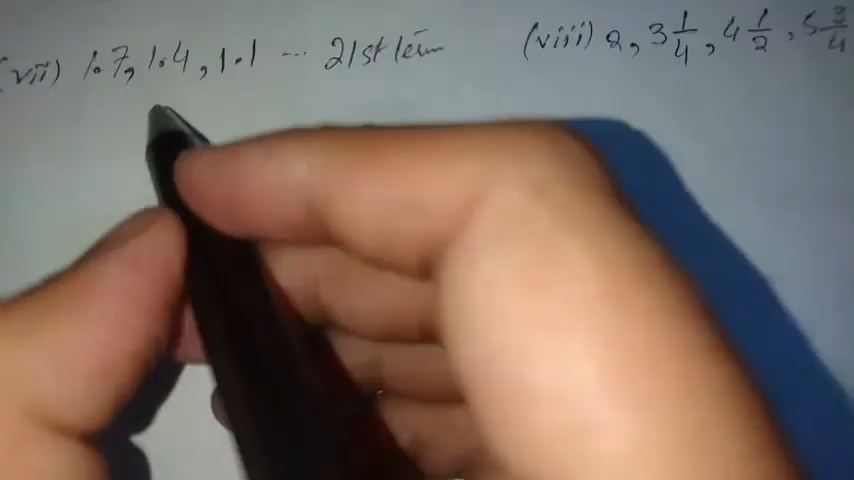 (vii) 1.7, 1.4, 1.1 ... 21st term (viii) 2, 3 1/4, 4 1/2, 5 3/4